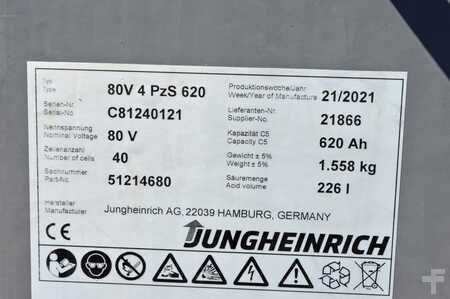 Typ
Type
80V 4 PzS 620
Produktionswoche/Jahr
Week/Year of Manufacture
21/2021
Serien-Nr.
Serial-No.
C81240121
Lieferanten-Nr.
Supplier-No.
21866
Nennspannung
Nominal Voltage
80 V
Kapazität C5
Capacity C5
620 Ah
Zellenanzahl
Number of cells
40
Gewicht ± 5%
Weight ± 5%
1.558 kg
Sachnummer
Part-No.
51214680
Säuremenge
Acid volume
226 l
Hersteller
Manufacturer
Jungheinrich AG, 22039 HAMBURG, GERMANY
CE
JUNGHEINRICH